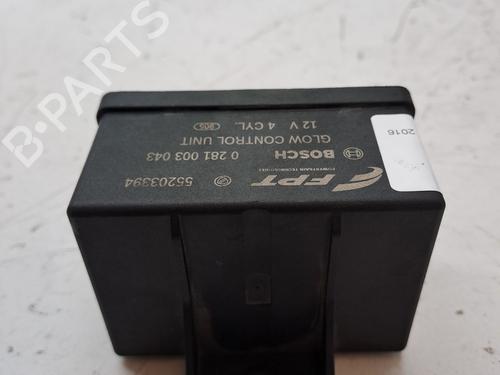 FPT
POWERTRAIN TECHNOLOGIES
55203394
BOSCH
0 281 003 043
GLOW CONTROL UNIT
12 V 4 CYL.
2016
B-PARTS